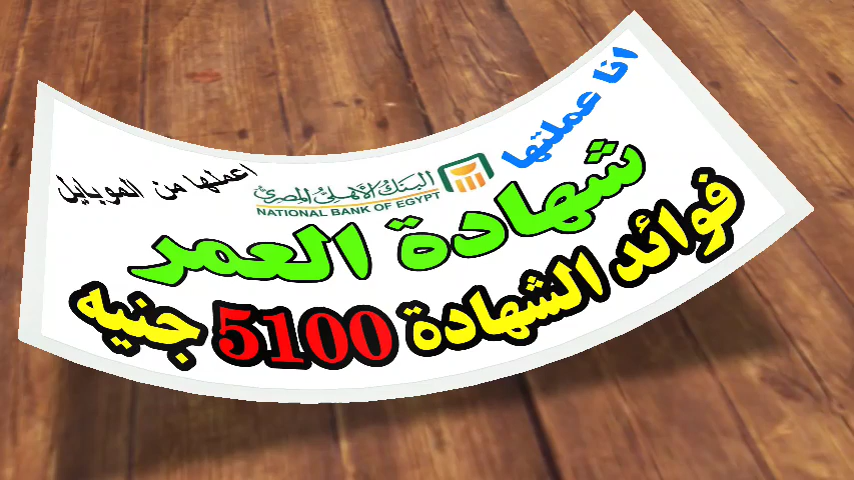 انا عملتها
البنك الأهلي المصري
NATIONAL BANK OF EGYPT
اعملها من الموبايل
شهادة العمر
فوائد الشهادة 5100 جنيه